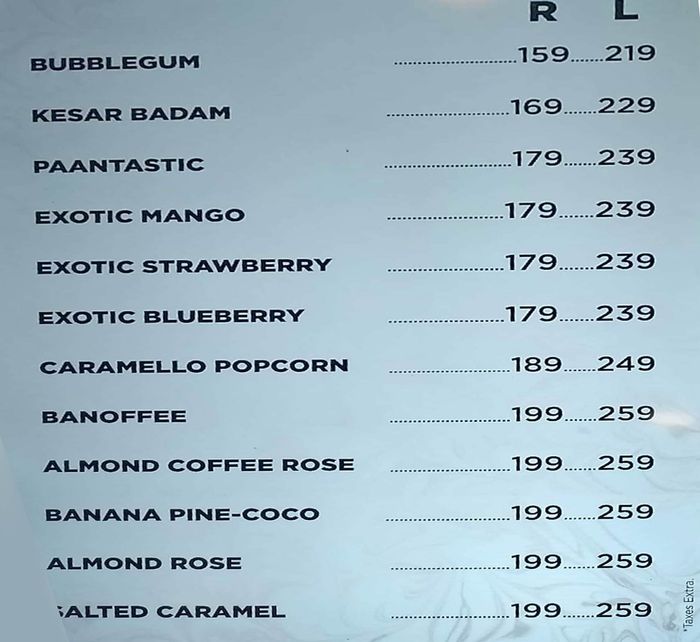 R L
BUBBLEGUM ....................159......219
KESAR BADAM ....................169......229
PAANTASTIC ....................179......239
EXOTIC MANGO ....................179......239
EXOTIC STRAWBERRY ....................179......239
EXOTIC BLUEBERRY ....................179......239
CARAMELLO POPCORN ....................189......249
BANOFFEE ....................199......259
ALMOND COFFEE ROSE ....................199......259
BANANA PINE-COCO ....................199......259
ALMOND ROSE ....................199......259
SALTED CARAMEL ....................199......259
*Taxes Extra.